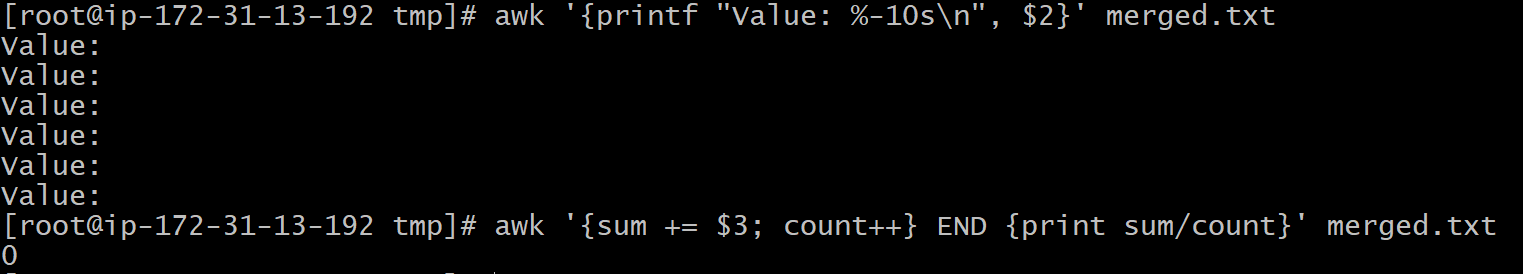 [root@ip-172-31-13-192 tmp]# awk '{printf "Value: %-10s\n", $2}' merged.txt
Value:
Value:
Value:
Value:
Value:
Value:
[root@ip-172-31-13-192 tmp]# awk '{sum += $3; count++} END {print sum/count}' merged.txt
0